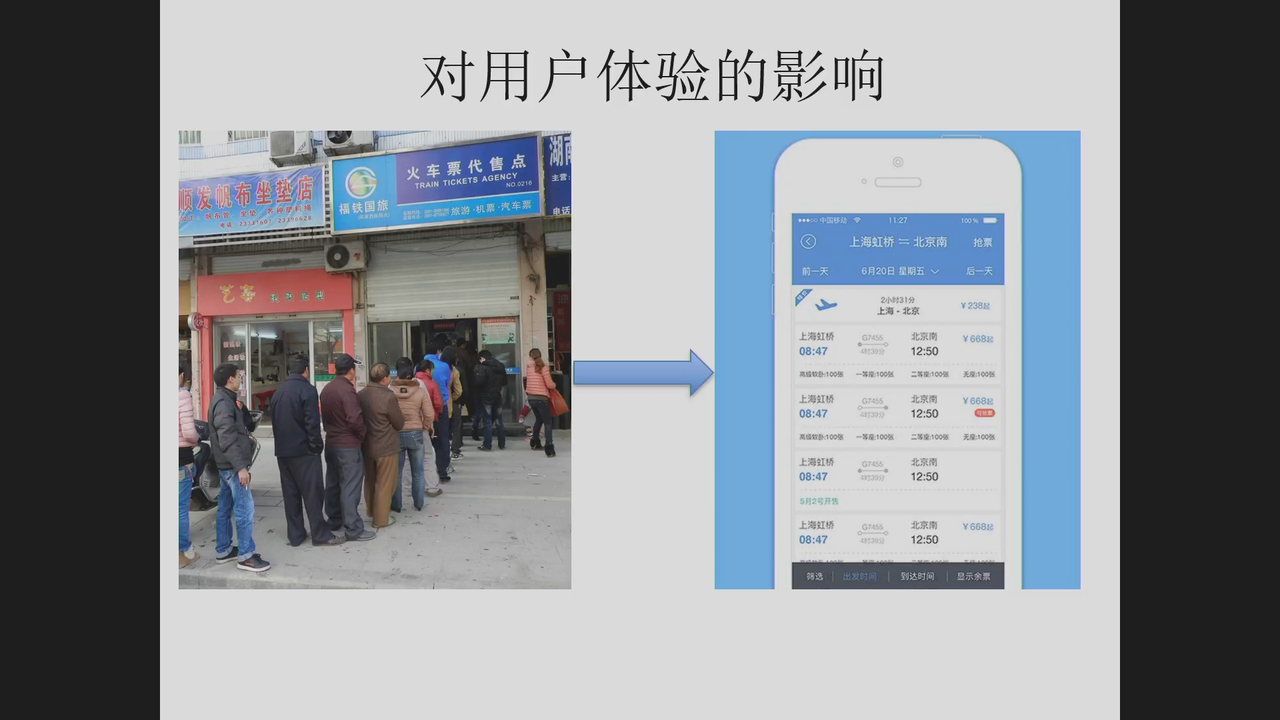 对用户体验的影响
顺发帆布坐垫店
火车票代售点
TRAIN TICKETS AGENCY
NO.0216
福铁国旅
旅游·机票·汽车票
湖南
主营:
电话
艺容
中国移动
11:27
100%
上海虹桥 北京南
抢票
前一天
6月20日 星期五
后一天
2小时31分
上海 - 北京
¥238起
上海虹桥 G7455 北京南 ¥668起
08:47 4时39分 12:50
高级软卧:100张 一等座:100张 二等座:100张 无座:100张
上海虹桥 G7455 北京南 ¥668起
08:47 4时39分 12:50
高级软卧:100张 一等座:100张 二等座:100张 无座:100张
上海虹桥 G7455 北京南
08:47 4时39分 12:50
5月2号开售
上海虹桥 G7455 北京南 ¥668起
08:47 4时39分 12:50
筛选 出发时间 到达时间 显示余票